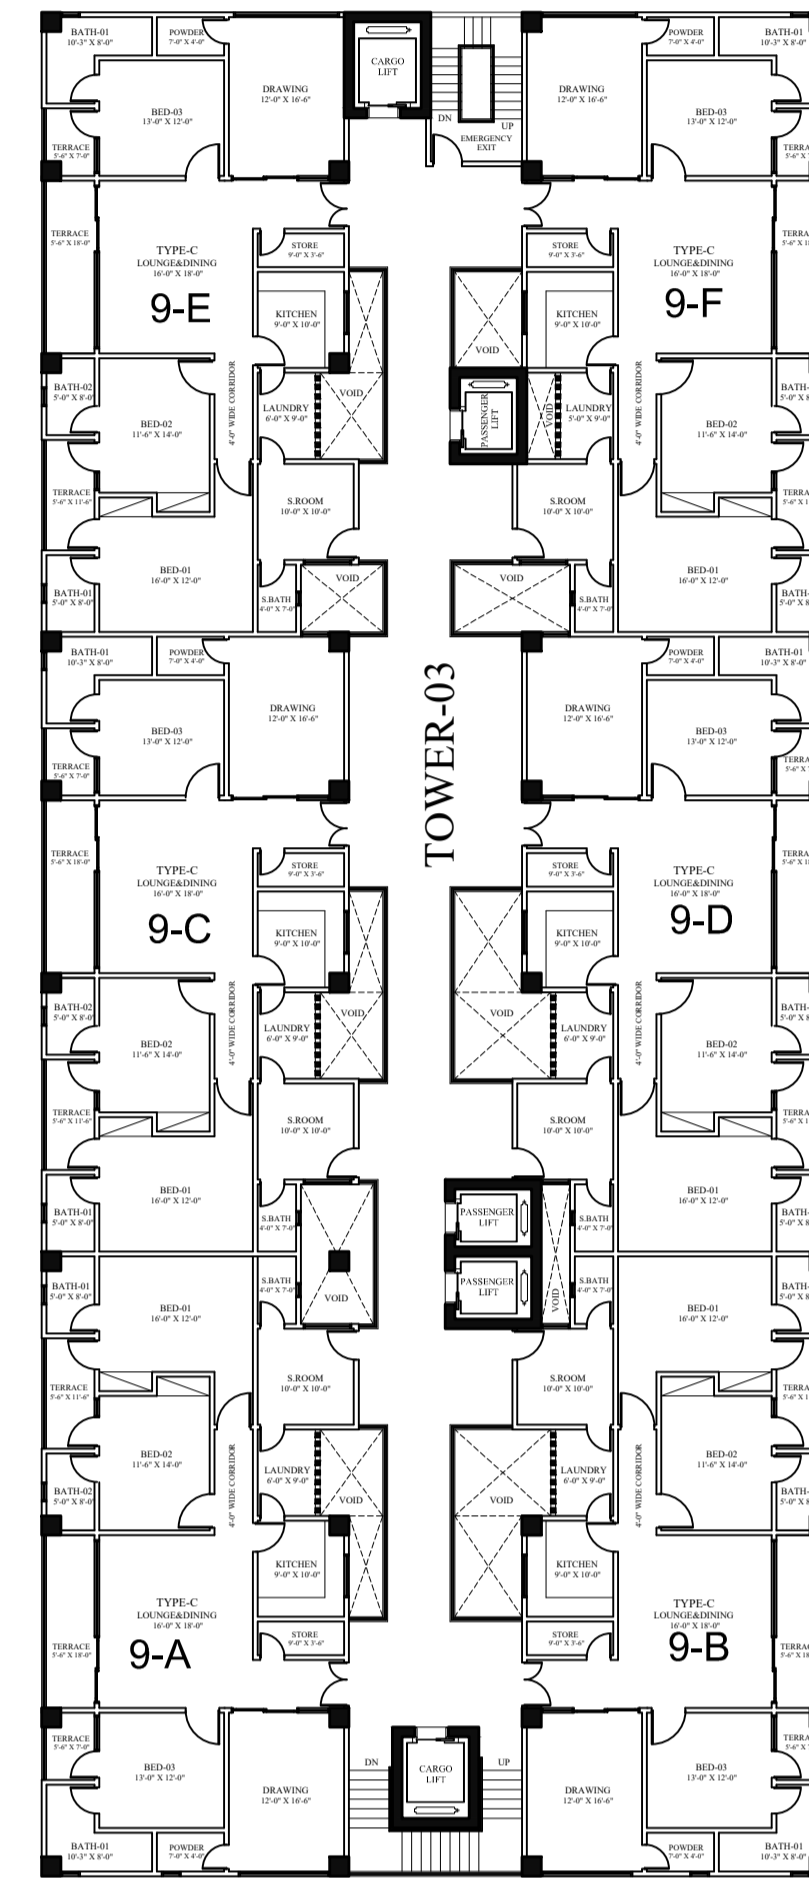 BATH-01
10'-3" X 8'-0"
POWDER
7'-0" X 4'-0"
DRAWING
12'-0" X 16'-6"
BED-03
13'-0" X 12'-0"
TERRACE
5'-6" X 7'-0"
CARGO
LIFT
DN
UP
EMERGENCY
EXIT
DRAWING
12'-0" X 16'-6"
POWDER
7'-0" X 4'-0"
BATH-01
10'-3" X 8'-0"
BED-03
13'-0" X 12'-0"
TERRACE
5'-6" X 18'-0"
TYPE-C
LOUNGE&DINING
16'-0" X 18'-0"
9-E
STORE
9'-0" X 3'-6"
KITCHEN
9'-0" X 10'-0"
BATH-02
5'-0" X 8'-0"
BED-02
11'-6" X 14'-0"
4'-0" WIDE CORRIDOR
LAUNDRY
6'-0" X 9'-0"
VOID
TERRACE
5'-6" X 11'-6"
S.ROOM
10'-0" X 10'-0"
BED-01
16'-0" X 12'-0"
BATH-01
5'-0" X 8'-0"
S.BATH
4'-0" X 7'-0"
VOID
STORE
9'-0" X 3'-6"
TYPE-C
LOUNGE&DINING
16'-0" X 18'-0"
9-F
KITCHEN
9'-0" X 10'-0"
VOID
PASSENGER
LIFT
VOID
LAUNDRY
5'-0" X 9'-0"
4'-0" WIDE CORRIDOR
BED-02
11'-6" X 14'-0"
S.ROOM
10'-0" X 10'-0"
BED-01
16'-0" X 12'-0"
VOID
S.BATH
4'-0" X 7'-0"
TOWER-03
BATH-01
10'-3" X 8'-0"
POWDER
7'-0" X 4'-0"
DRAWING
12'-0" X 16'-6"
BED-03
13'-0" X 12'-0"
TERRACE
5'-6" X 7'-0"
DRAWING
12'-0" X 16'-6"
POWDER
7'-0" X 4'-0"
BATH-01
10'-3" X 8'-0"
BED-03
13'-0" X 12'-0"
TERRACE
5'-6" X 18'-0"
TYPE-C
LOUNGE&DINING
16'-0" X 18'-0"
9-C
STORE
9'-0" X 3'-6"
KITCHEN
9'-0" X 10'-0"
BATH-02
5'-0" X 8'-0"
BED-02
11'-6" X 14'-0"
4'-0" WIDE CORRIDOR
LAUNDRY
6'-0" X 9'-0"
VOID
TERRACE
5'-6" X 11'-6"
S.ROOM
10'-0" X 10'-0"
BED-01
16'-0" X 12'-0"
BATH-01
5'-0" X 8'-0"
S.BATH
4'-0" X 7'-0"
STORE
9'-0" X 3'-6"
TYPE-C
LOUNGE&DINING
16'-0" X 18'-0"
9-D
KITCHEN
9'-0" X 10'-0"
VOID
LAUNDRY
6'-0" X 9'-0"
4'-0" WIDE CORRIDOR
BED-02
11'-6" X 14'-0"
S.ROOM
10'-0" X 10'-0"
BED-01
16'-0" X 12'-0"
PASSENGER
LIFT
S.BATH
4'-0" X 7'-0"
BATH-01
5'-0" X 8'-0"
BED-01
16'-0" X 12'-0"
S.BATH
4'-0" X 7'-0"
VOID
PASSENGER
LIFT
VOID
S.BATH
4'-0" X 7'-0"
BED-01
16'-0" X 12'-0"
TERRACE
5'-6" X 11'-6"
S.ROOM
10'-0" X 10'-0"
S.ROOM
10'-0" X 10'-0"
BED-02
11'-6" X 14'-0"
4'-0" WIDE CORRIDOR
LAUNDRY
6'-0" X 9'-0"
VOID
BATH-02
5'-0" X 8'-0"
KITCHEN
9'-0" X 10'-0"
TYPE-C
LOUNGE&DINING
16'-0" X 18'-0"
9-A
STORE
9'-0" X 3'-6"
TERRACE
5'-6" X 18'-0"
VOID
LAUNDRY
6'-0" X 9'-0"
4'-0" WIDE CORRIDOR
BED-02
11'-6" X 14'-0"
KITCHEN
9'-0" X 10'-0"
TYPE-C
LOUNGE&DINING
16'-0" X 18'-0"
9-B
STORE
9'-0" X 3'-6"
TERRACE
5'-6" X 7'-0"
BED-03
13'-0" X 12'-0"
DRAWING
12'-0" X 16'-6"
BATH-01
10'-3" X 8'-0"
POWDER
7'-0" X 4'-0"
DN
CARGO
LIFT
UP
DRAWING
12'-0" X 16'-6"
BED-03
13'-0" X 12'-0"
POWDER
7'-0" X 4'-0"
BATH-01
10'-3" X 8'-0"